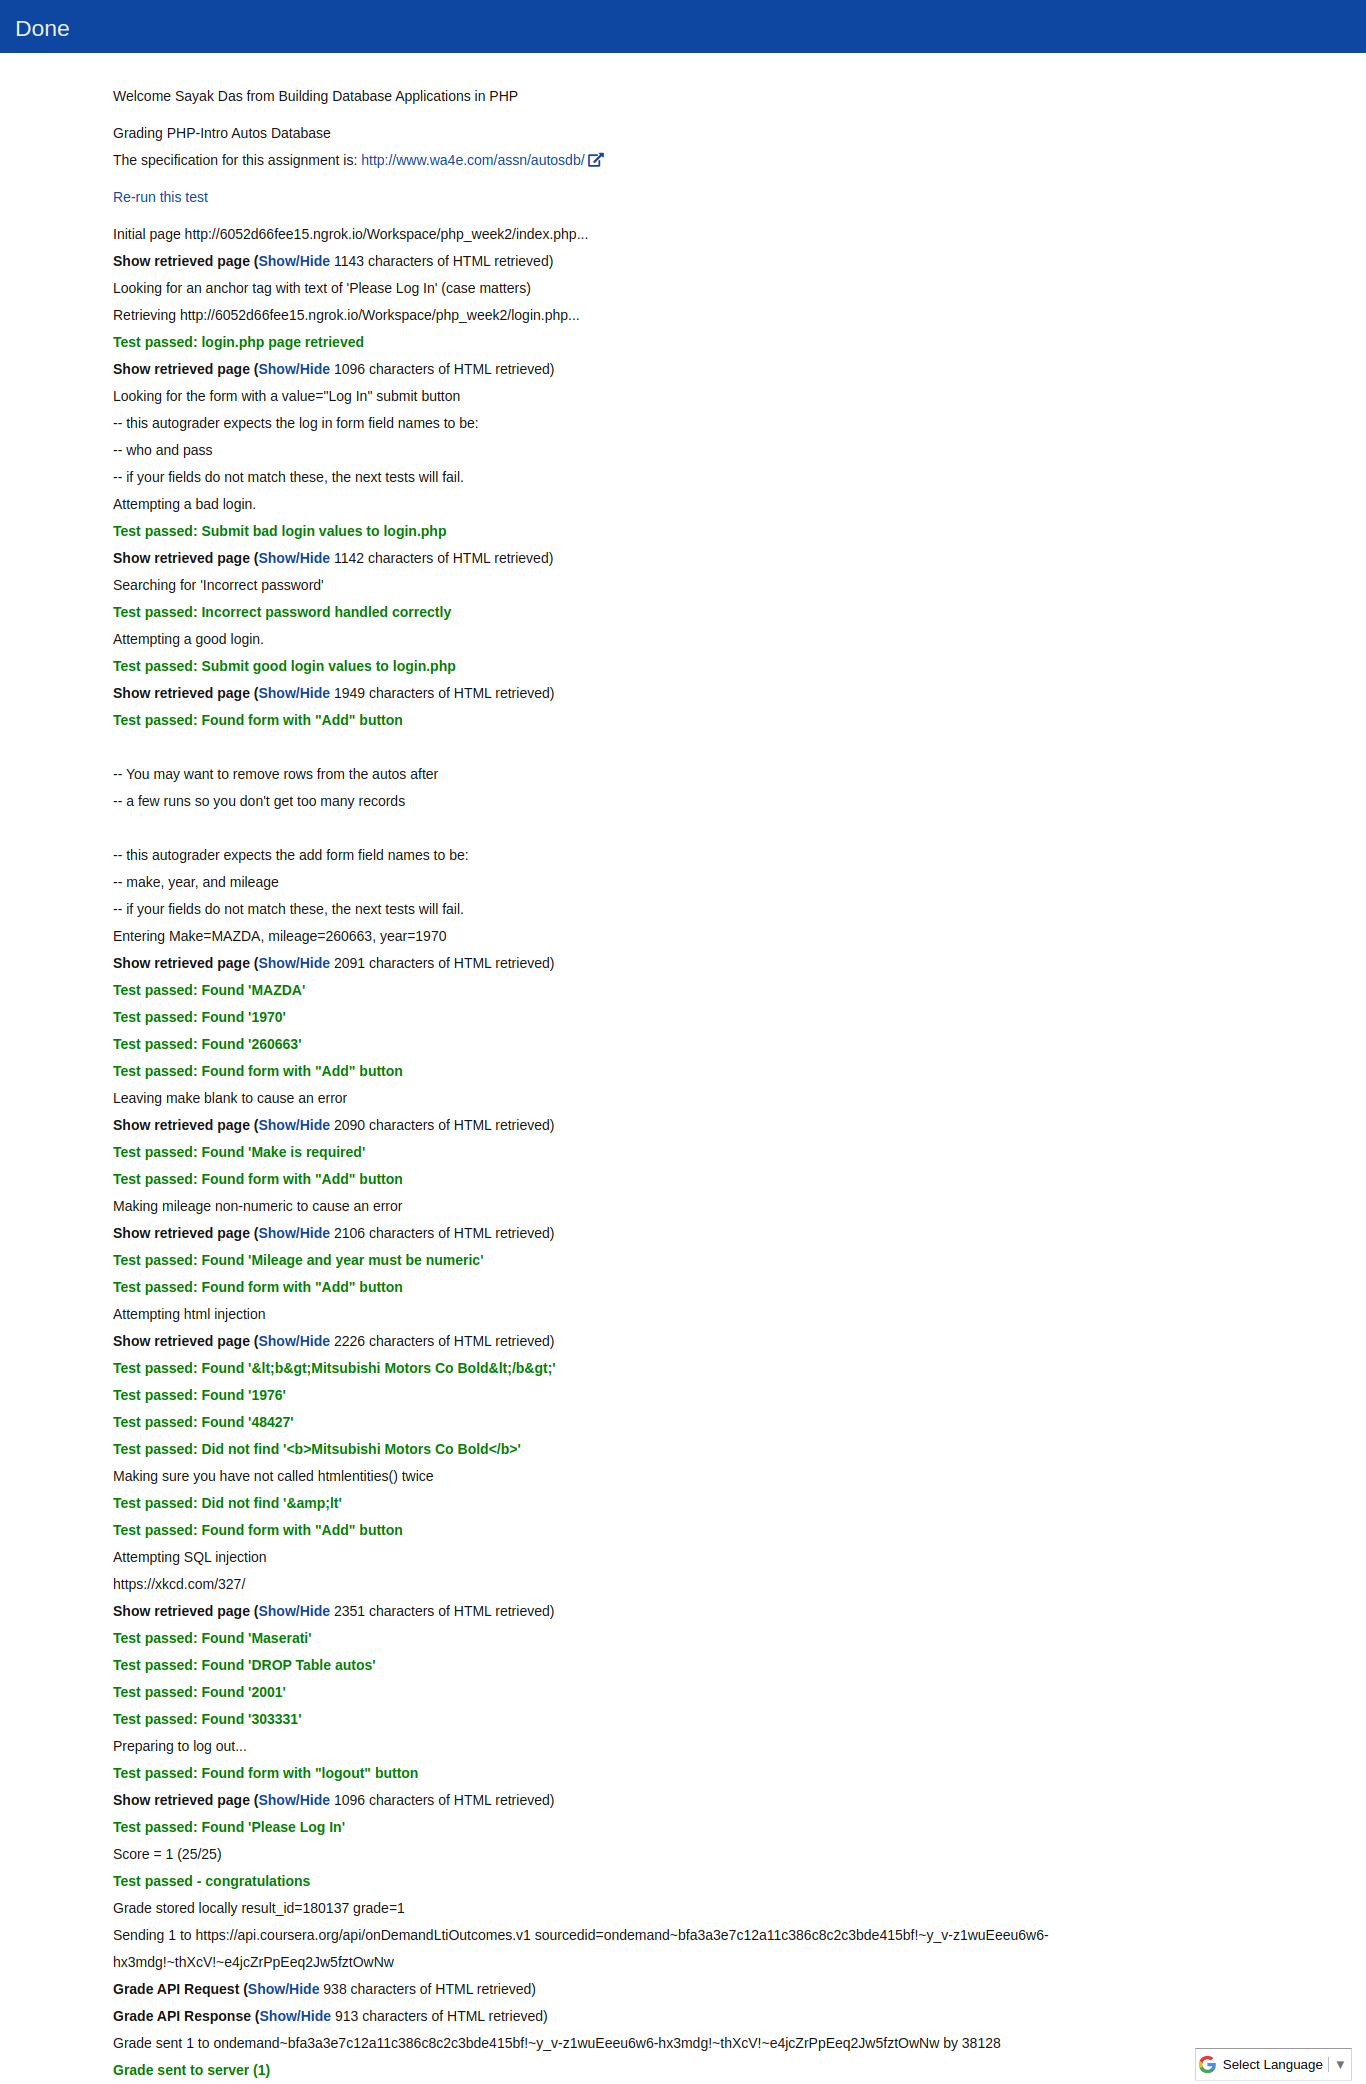 Done
Welcome Sayak Das from Building Database Applications in PHP
Grading PHP-Intro Autos Database
The specification for this assignment is: http://www.wa4e.com/assn/autosdb/
Re-run this test
Initial page http://6052d66fee15.ngrok.io/Workspace/php_week2/index.php...
Show retrieved page (Show/Hide 1143 characters of HTML retrieved)
Looking for an anchor tag with text of 'Please Log In' (case matters)
Retrieving http://6052d66fee15.ngrok.io/Workspace/php_week2/login.php...
Test passed: login.php page retrieved
Show retrieved page (Show/Hide 1096 characters of HTML retrieved)
Looking for the form with a value="Log In" submit button
-- this autograder expects the log in form field names to be:
-- who and pass
-- if your fields do not match these, the next tests will fail.
Attempting a bad login.
Test passed: Submit bad login values to login.php
Show retrieved page (Show/Hide 1142 characters of HTML retrieved)
Searching for 'Incorrect password'
Test passed: Incorrect password handled correctly
Attempting a good login.
Test passed: Submit good login values to login.php
Show retrieved page (Show/Hide 1949 characters of HTML retrieved)
Test passed: Found form with "Add" button
-- You may want to remove rows from the autos after
-- a few runs so you don't get too many records
-- this autograder expects the add form field names to be:
-- make, year, and mileage
-- if your fields do not match these, the next tests will fail.
Entering Make=MAZDA, mileage=260663, year=1970
Show retrieved page (Show/Hide 2091 characters of HTML retrieved)
Test passed: Found 'MAZDA'
Test passed: Found '1970'
Test passed: Found '260663'
Test passed: Found form with "Add" button
Leaving make blank to cause an error
Show retrieved page (Show/Hide 2090 characters of HTML retrieved)
Test passed: Found 'Make is required'
Test passed: Found form with "Add" button
Making mileage non-numeric to cause an error
Show retrieved page (Show/Hide 2106 characters of HTML retrieved)
Test passed: Found 'Mileage and year must be numeric'
Test passed: Found form with "Add" button
Attempting html injection
Show retrieved page (Show/Hide 2226 characters of HTML retrieved)
Test passed: Found '&lt;b&gt;Mitsubishi Motors Co Bold&lt;/b&gt;'
Test passed: Found '1976'
Test passed: Found '48427'
Test passed: Did not find '<b>Mitsubishi Motors Co Bold</b>'
Making sure you have not called htmlentities() twice
Test passed: Did not find '&amp;lt'
Test passed: Found form with "Add" button
Attempting SQL injection
https://xkcd.com/327/
Show retrieved page (Show/Hide 2351 characters of HTML retrieved)
Test passed: Found 'Maserati'
Test passed: Found 'DROP Table autos'
Test passed: Found '2001'
Test passed: Found '303331'
Preparing to log out...
Test passed: Found form with "logout" button
Show retrieved page (Show/Hide 1096 characters of HTML retrieved)
Test passed: Found 'Please Log In'
Score = 1 (25/25)
Test passed - congratulations
Grade stored locally result_id=180137 grade=1
Sending 1 to https://api.coursera.org/api/onDemandLtiOutcomes.v1 sourcedid=ondemand~bfa3a3e7c12a11c386c8c2c3bde415bf!~y_v-z1wuEeeu6w6-
hx3mdg!~thXcV!~e4jcZrPpEeq2Jw5fztOwNw
Grade API Request (Show/Hide 938 characters of HTML retrieved)
Grade API Response (Show/Hide 913 characters of HTML retrieved)
Grade sent 1 to ondemand~bfa3a3e7c12a11c386c8c2c3bde415bf!~y_v-z1wuEeeu6w6-hx3mdg!~thXcV!~e4jcZrPpEeq2Jw5fztOwNw by 38128
Grade sent to server (1)
Select Language